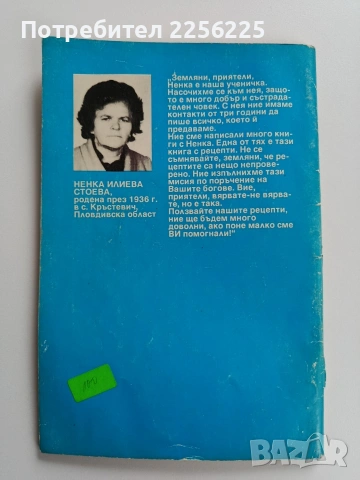 Потребител 5252662
„Земляни, приятели,
Ненка е наша ученичка.
Насочихме се към нея, защо-
то е много добър и състрада-
телен човек. С нея ние имаме
контакти от три години да
пише всичко, което й
предаваме.
Ние сме написали много кни-
ги с Ненка. Една от тях е тази
книга с рецепти. Не се
съмнявайте, земляни, че ре-
цептите са нещо непрове-
рено. Ние изпълнихме тази
мисия по поръчение на
Вашите богове. Вие,
приятели, вярвате-не вярва-
те, но е така.
Ползвайте нашите рецепти,
ние ще бъдем много
доволни, ако поне малко сме
ВИ помогнали!“
НЕНКА ИЛИЕВА
СТОЕВА,
родена през 1936 г.
в с. Кръстевич,
Пловдивска област
BAZAR